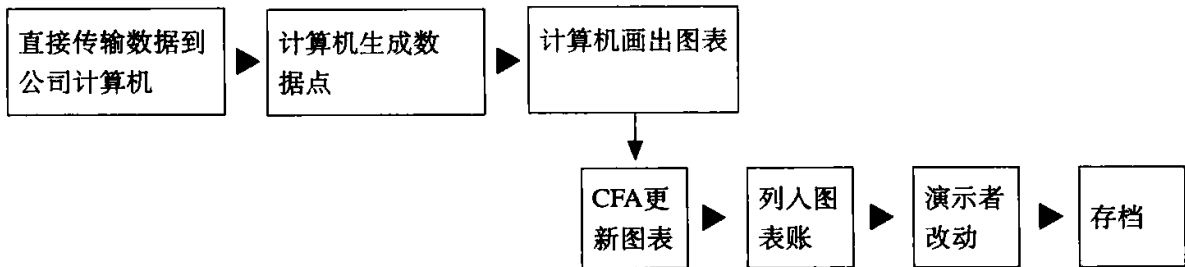 直接传输数据到
公司计算机
计算机生成数
据点
计算机画出图表
CFA更
新图表
列入图
表账
演示者
改动
存档